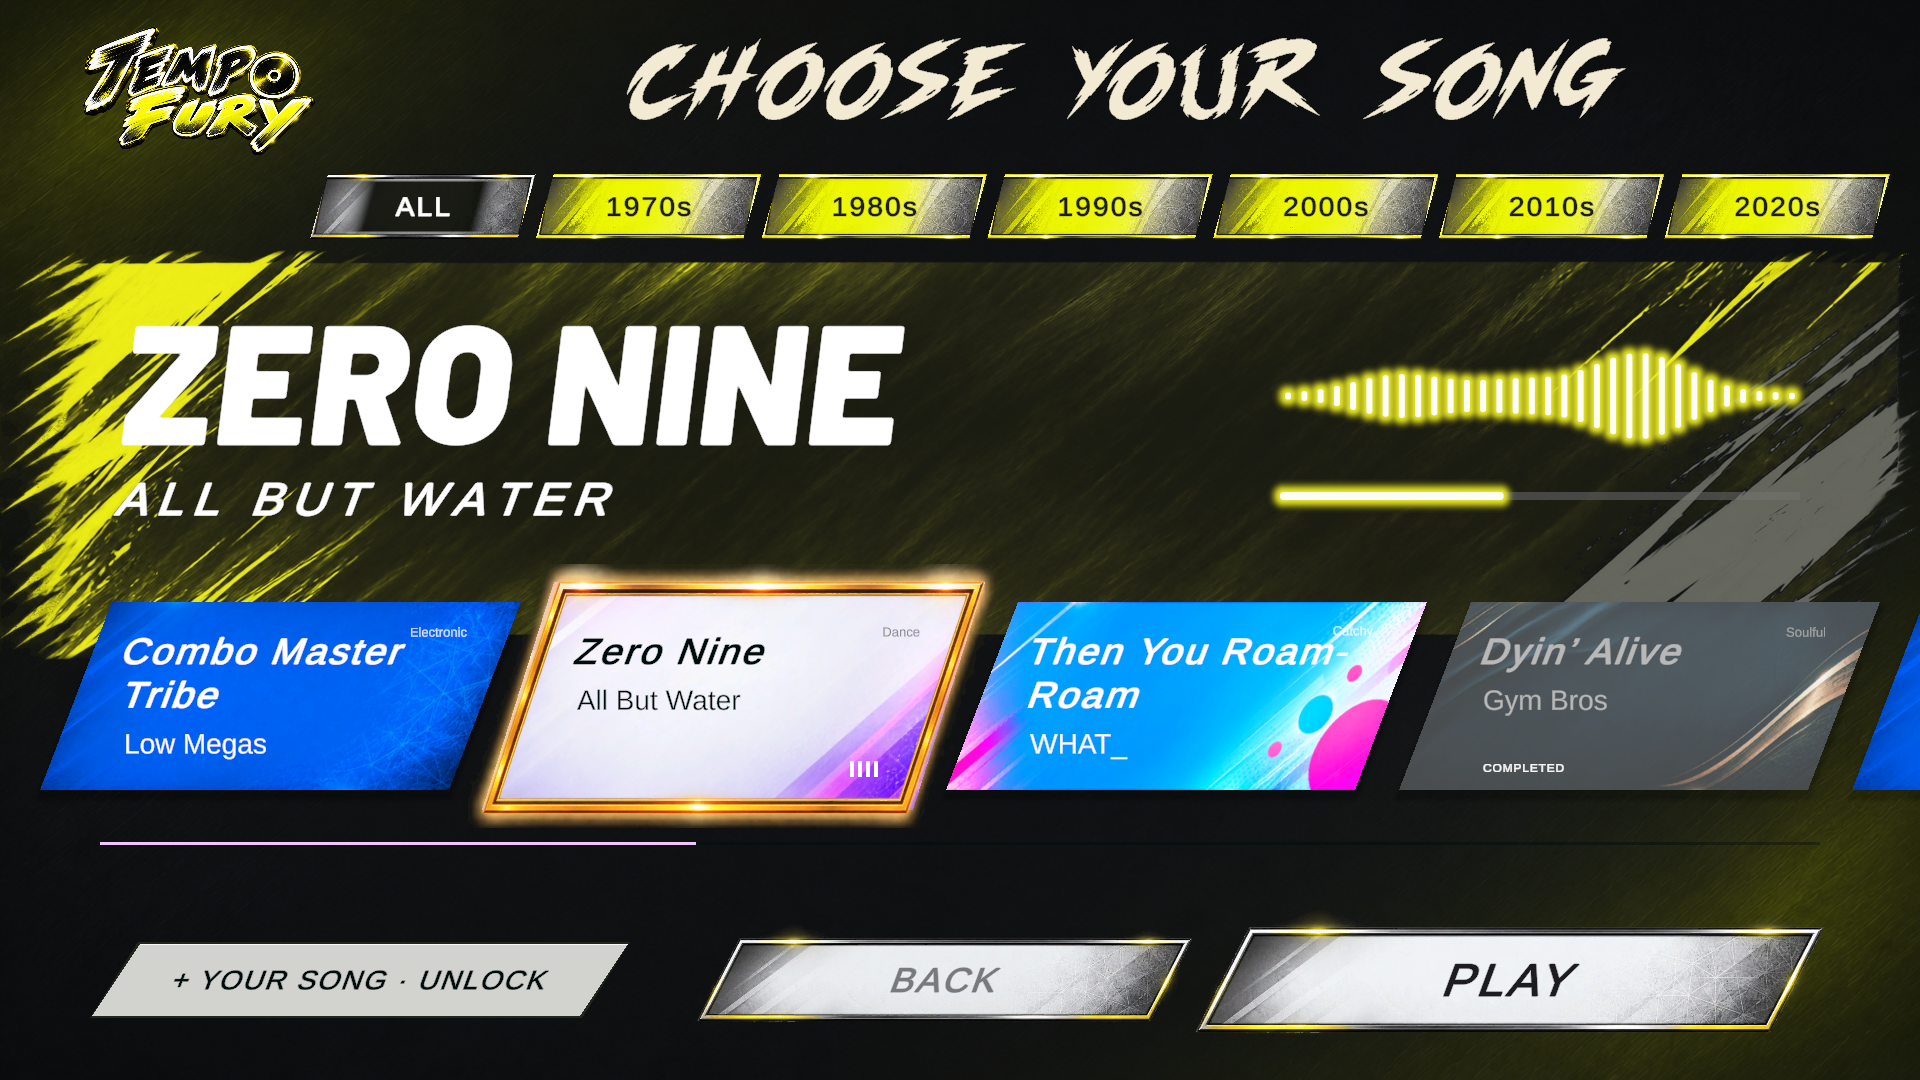 TEMPO
FURY
CHOOSE YOUR SONG
ALL
1970s
1980s
1990s
2000s
2010s
2020s
ZERO NINE
ALL BUT WATER
Electronic
Combo Master
Tribe
Low Megas
Dance
Zero Nine
All But Water
Catchy
Then You Roam-
Roam
WHAT_
Soulful
Dyin’ Alive
Gym Bros
COMPLETED
+ YOUR SONG · UNLOCK
BACK
PLAY